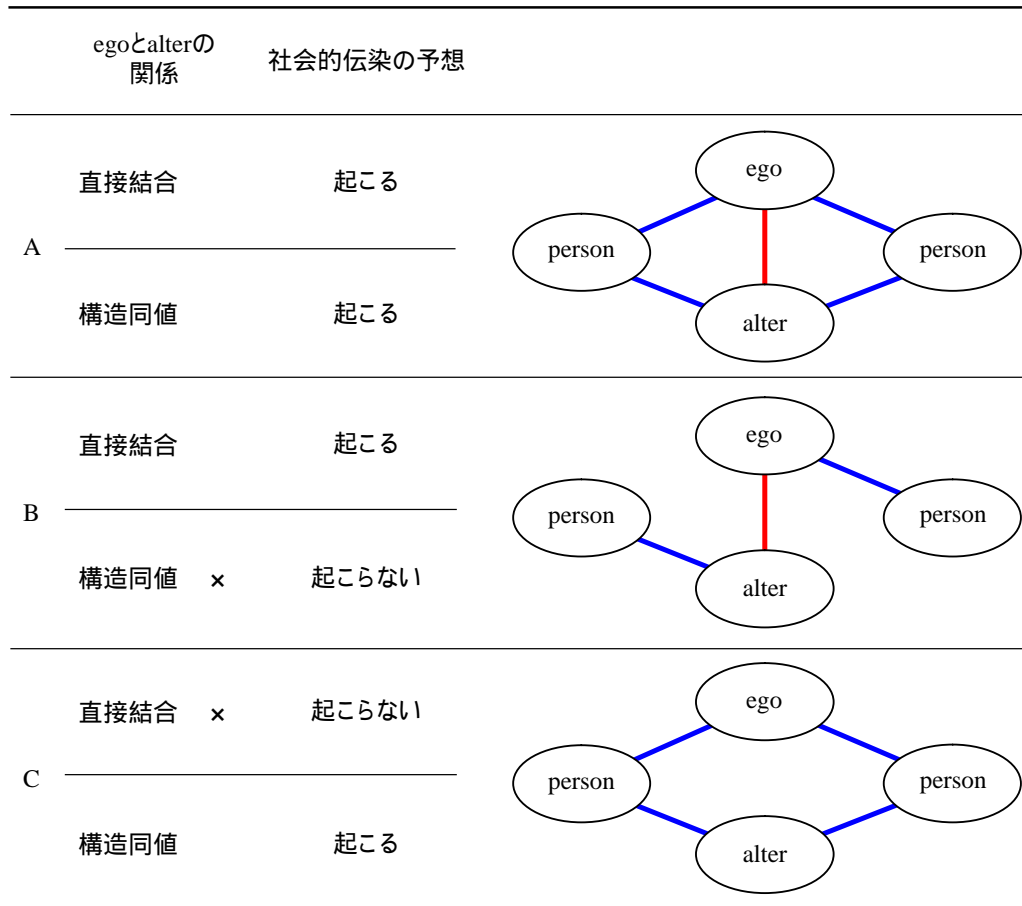 egoとalterの
関係
社会的伝染の予想
A
直接結合 起こる
構造同値 起こる
ego
person person
alter
B
直接結合 起こる
構造同値 × 起こらない
ego
person person
alter
C
直接結合 × 起こらない
構造同値 起こる
ego
person person
alter